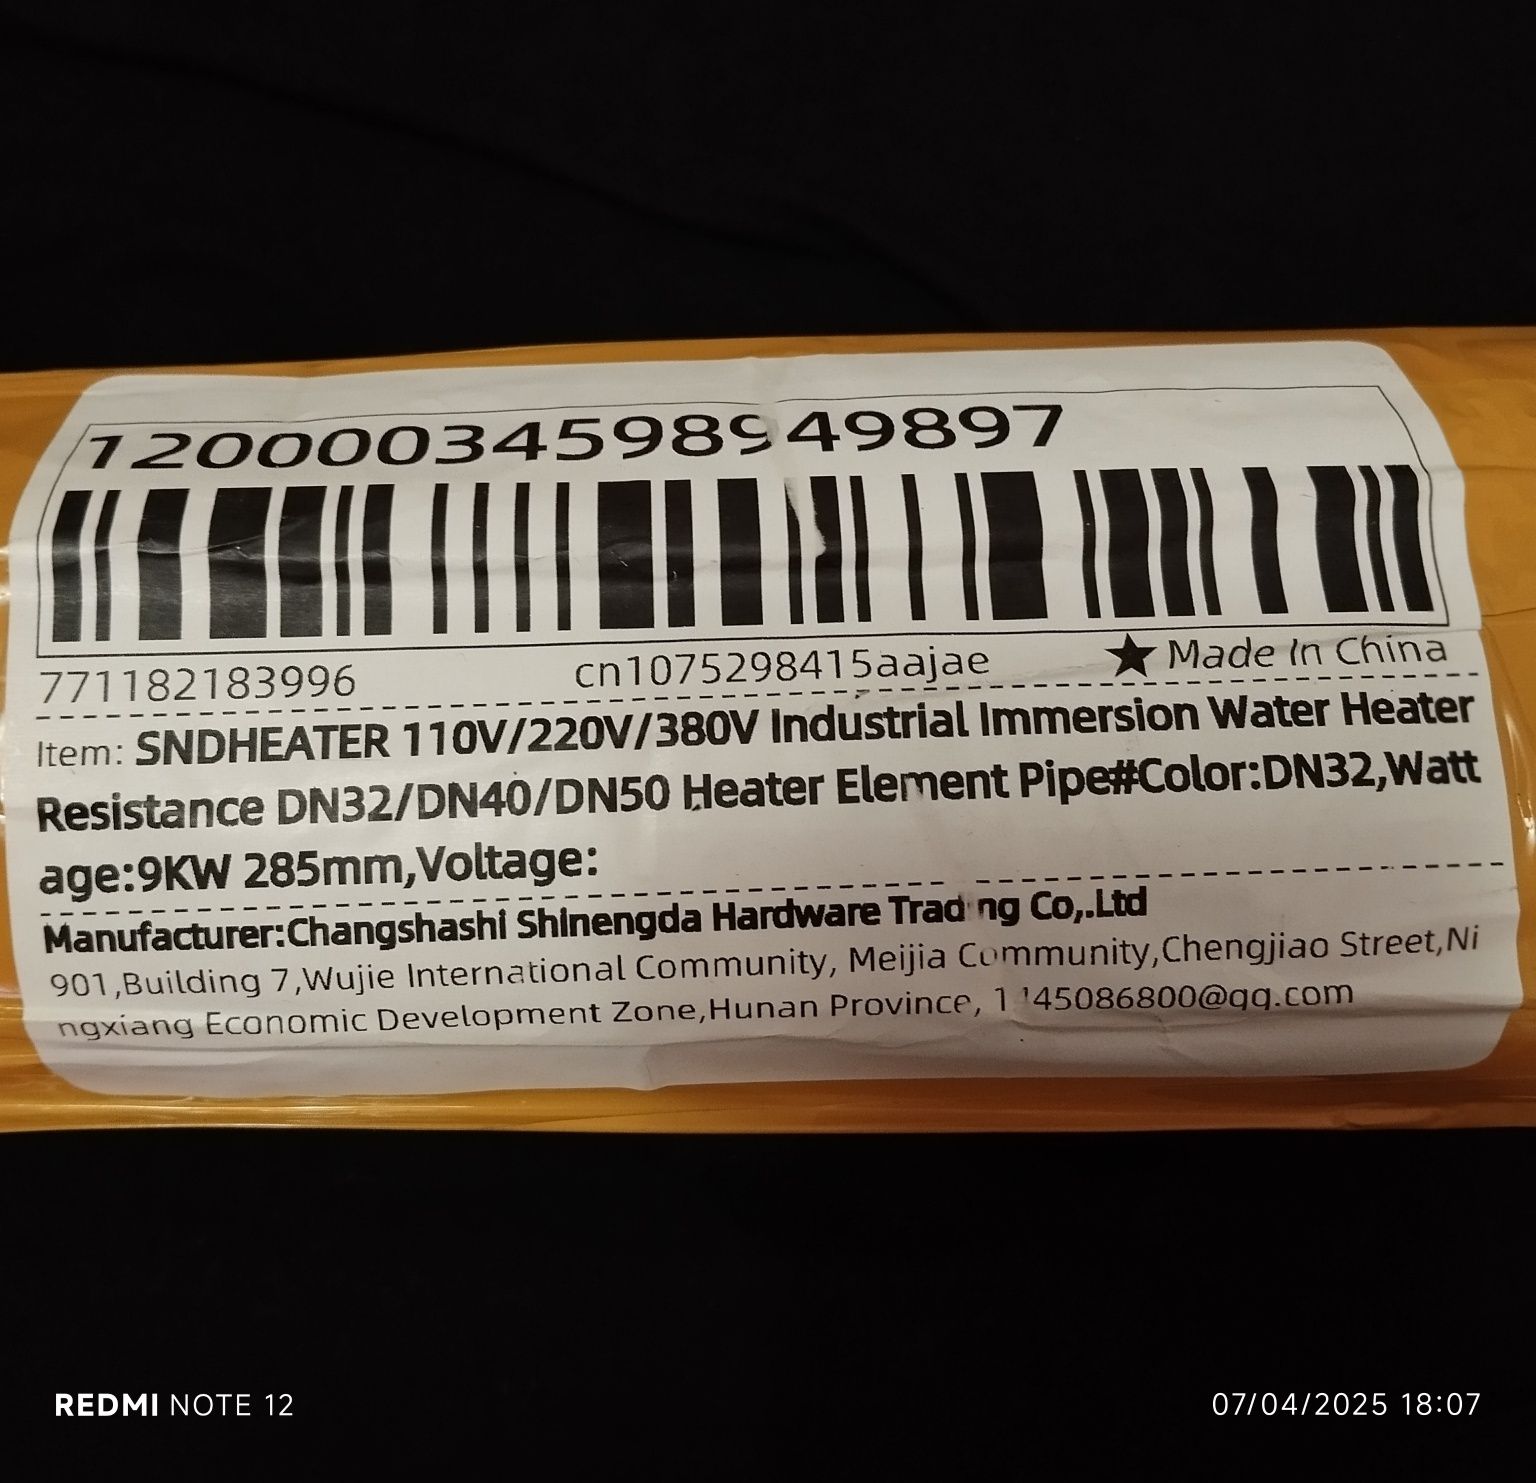 12000034598949897
771182183996 cn1075298415aajae ★ Made In China
Item: SNDHEATER 110V/220V/380V Industrial Immersion Water Heater
Resistance DN32/DN40/DN50 Heater Element Pipe#Color:DN32,Watt
age:9KW 285mm,Voltage:
Manufacturer:Changshashi Shinengda Hardware Trading Co,.Ltd
901,Building 7,Wujie International Community, Meijia Community,Chengjiao Street,Ni
ngxiang Economic Development Zone,Hunan Province,
REDMI NOTE 12
07/04/2025 18:07